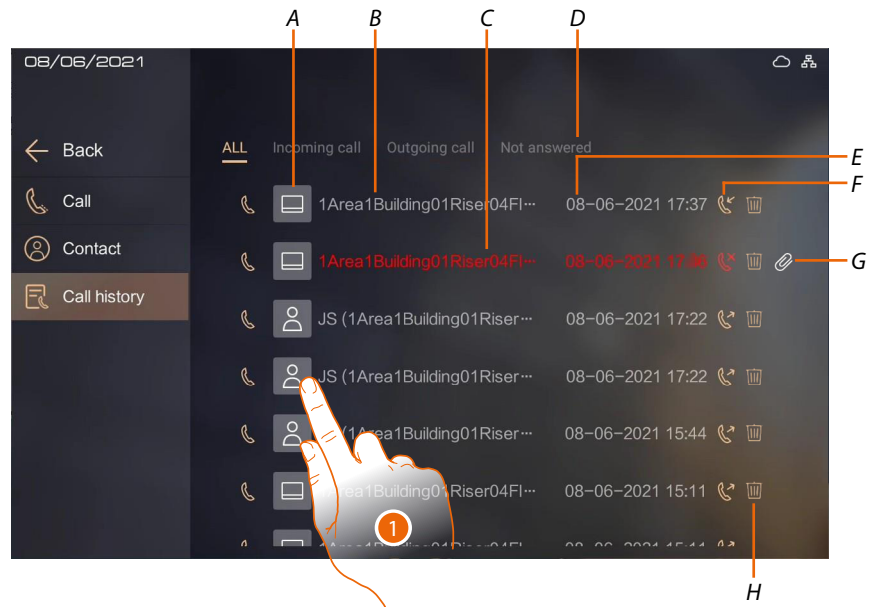 A B C D
08/06/2021
Back
ALL Incoming call Outgoing call Not answered
E
F
Call
1Area1Building01Riser04Fl··· 08-06-2021 17:37
Contact
1Area1Building01Riser04Fl··· 08-06-2021 17:36
G
Call history
JS (1Area1Building01Riser··· 08-06-2021 17:22
JS (1Area1Building01Riser··· 08-06-2021 17:22
(1Area1Building01Riser··· 08-06-2021 15:44
08-06-2021 15:11
1
H